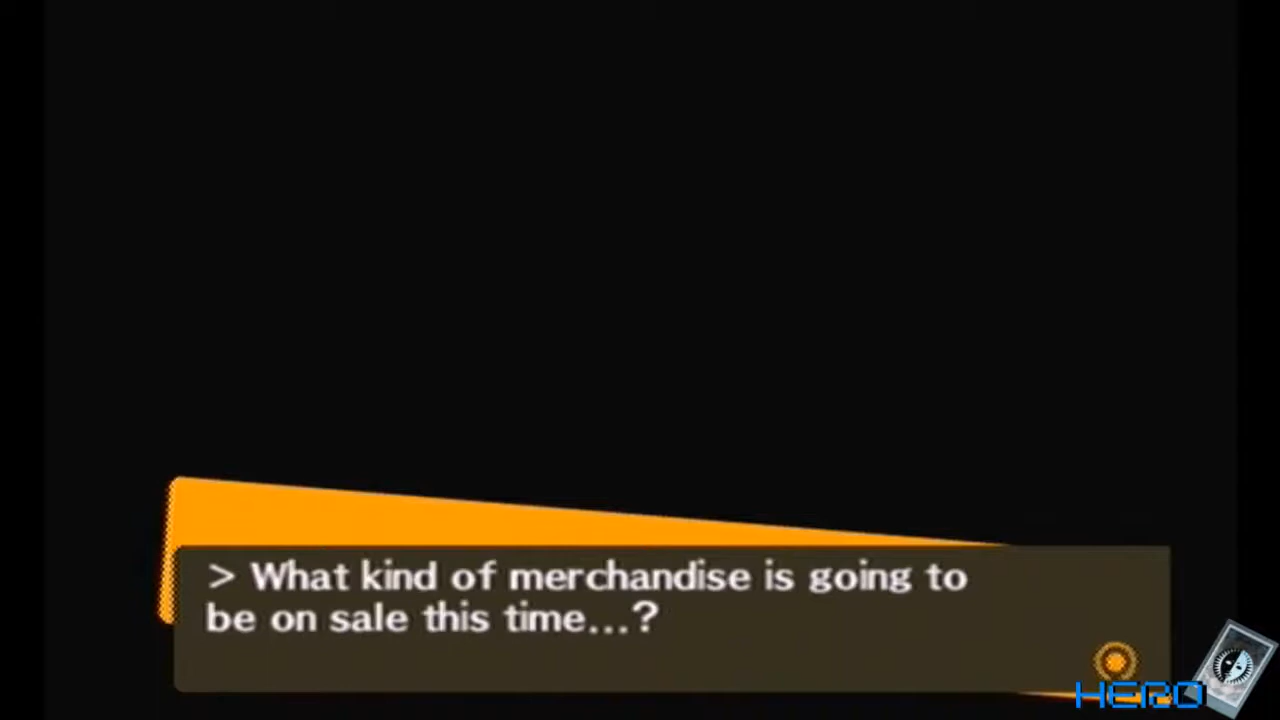 > What kind of merchandise is going to
be on sale this time...?
HERO